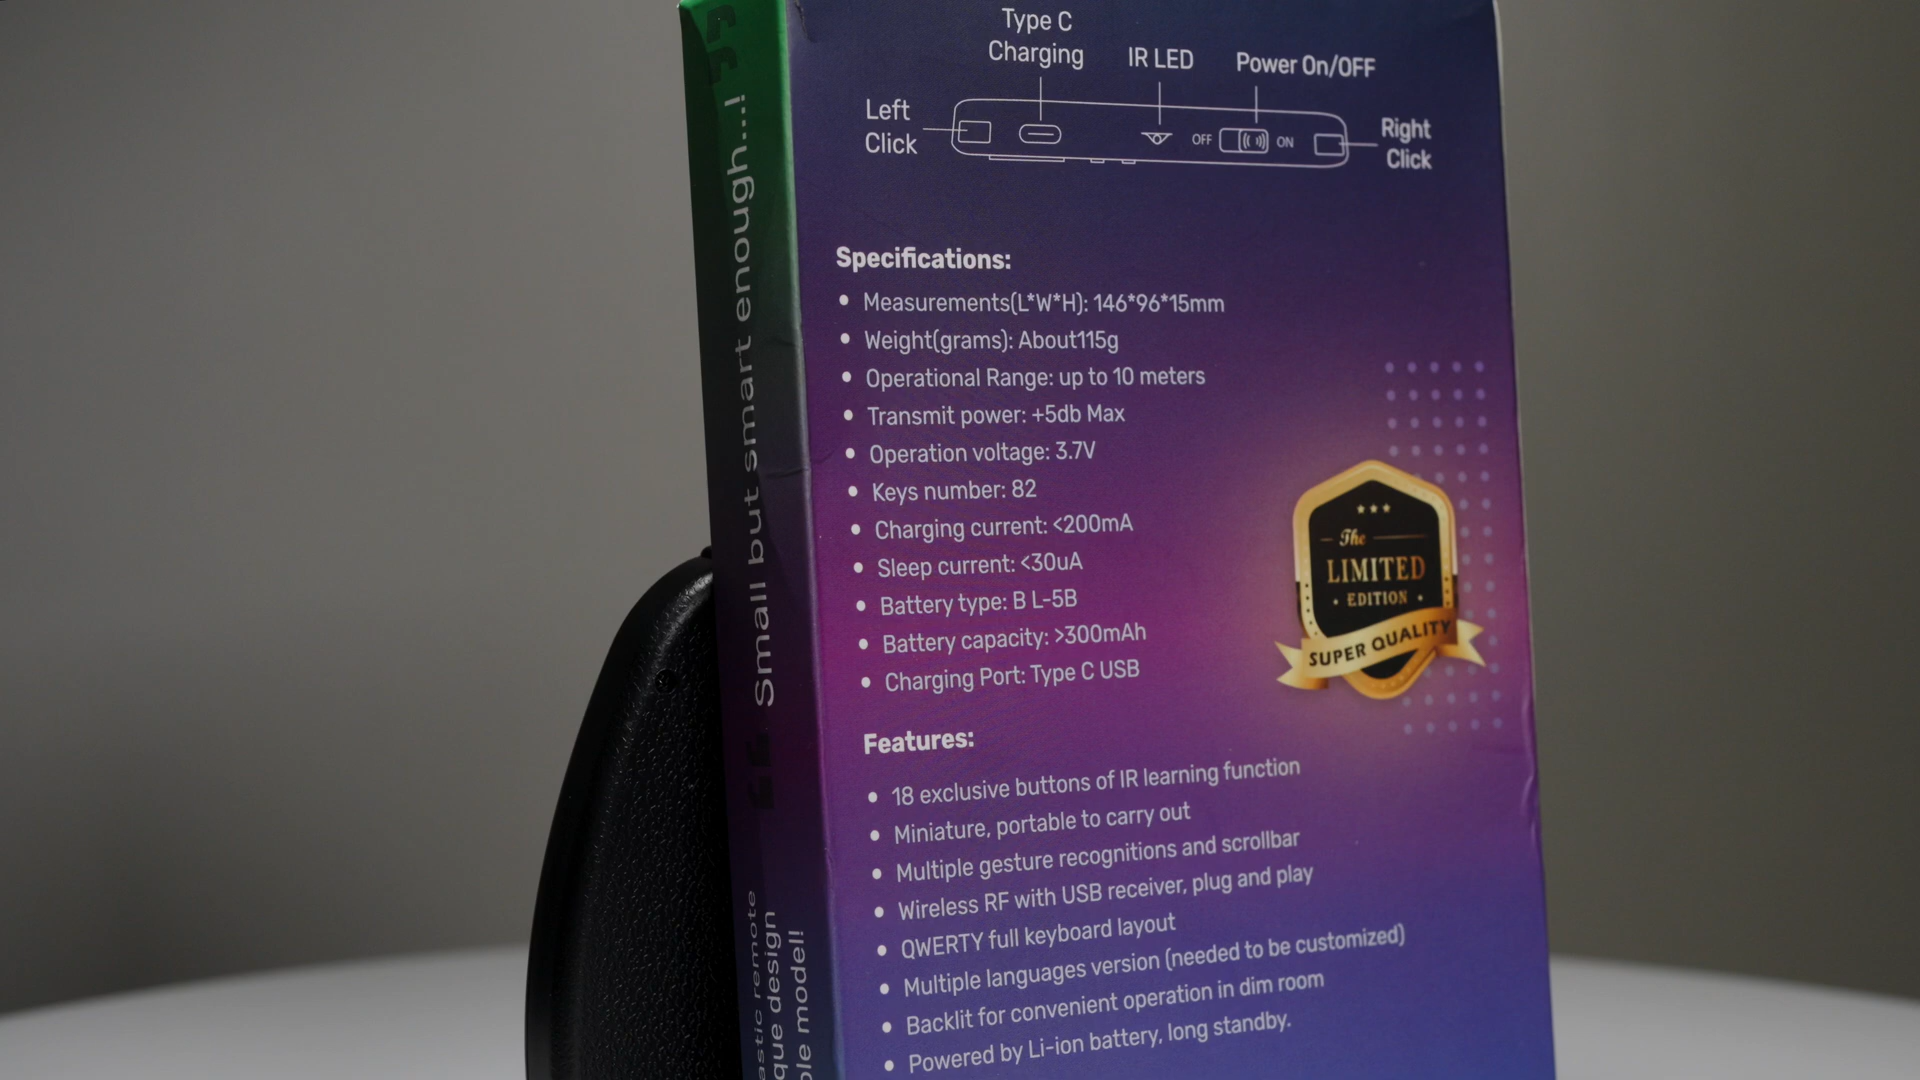 Type C
Charging
IR LED
Power On/OFF
Left
Click
OFF
ON
Right
Click
Specifications:
• Measurements(L*W*H): 146*96*15mm
• Weight(grams): About115g
• Operational Range: up to 10 meters
• Transmit power: +5db Max
• Operation voltage: 3.7V
• Keys number: 82
• Charging current: <200mA
• Sleep current: <30uA
• Battery type: B L-5B
• Battery capacity: >300mAh
• Charging Port: Type C USB
The
LIMITED
EDITION
SUPER QUALITY
Features:
• 18 exclusive buttons of IR learning function
• Miniature, portable to carry out
• Multiple gesture recognitions and scrollbar
• Wireless RF with USB receiver, plug and play
• QWERTY full keyboard layout
• Multiple languages version (needed to be customized)
• Backlit for convenient operation in dim room
• Powered by Li-ion battery, long standby.
Small but smart enough...!
remote
design
model!